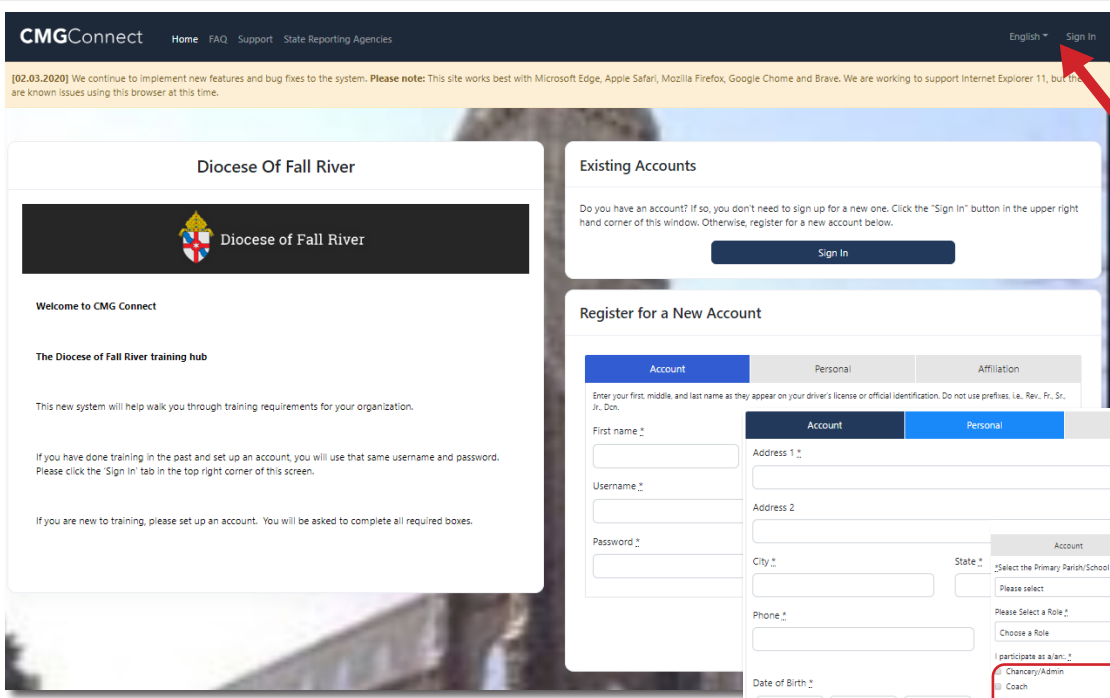 CMGConnect Home FAQ Support State Reporting Agencies English Sign In
[02.03.2020] We continue to implement new features and bug fixes to the system. Please note: This site works best with Microsoft Edge, Apple Safari, Mozilla Firefox, Google Chome and Brave. We are working to support Internet Explorer 11, but the
are known issues using this browser at this time.
Diocese Of Fall River
Diocese of Fall River
Welcome to CMG Connect
The Diocese of Fall River training hub
This new system will help walk you through training requirements for your organization.
If you have done training in the past and set up an account, you will use that same username and password.
Please click the 'Sign In' tab in the top right corner of this screen.
If you are new to training, please set up an account. You will be asked to complete all required boxes.
Existing Accounts
Do you have an account? If so, you don't need to sign up for a new one. Click the "Sign In" button in the upper right
hand corner of this window. Otherwise, register for a new account below.
Sign In
Register for a New Account
Account Personal Affiliation
Enter your first, middle, and last name as they appear on your driver's license or official identification. Do not use prefixes, i.e., Rev., Fr., Sr.,
Jr., Dcn.
First name *
Username *
Password *
Account Personal
Address 1 *
Address 2
City * State *
Phone *
Date of Birth *
Account
*Select the Primary Parish/School
Please select
Please Select a Role *
Choose a Role
I participate as a/an: *
Chancery/Admin
Coach